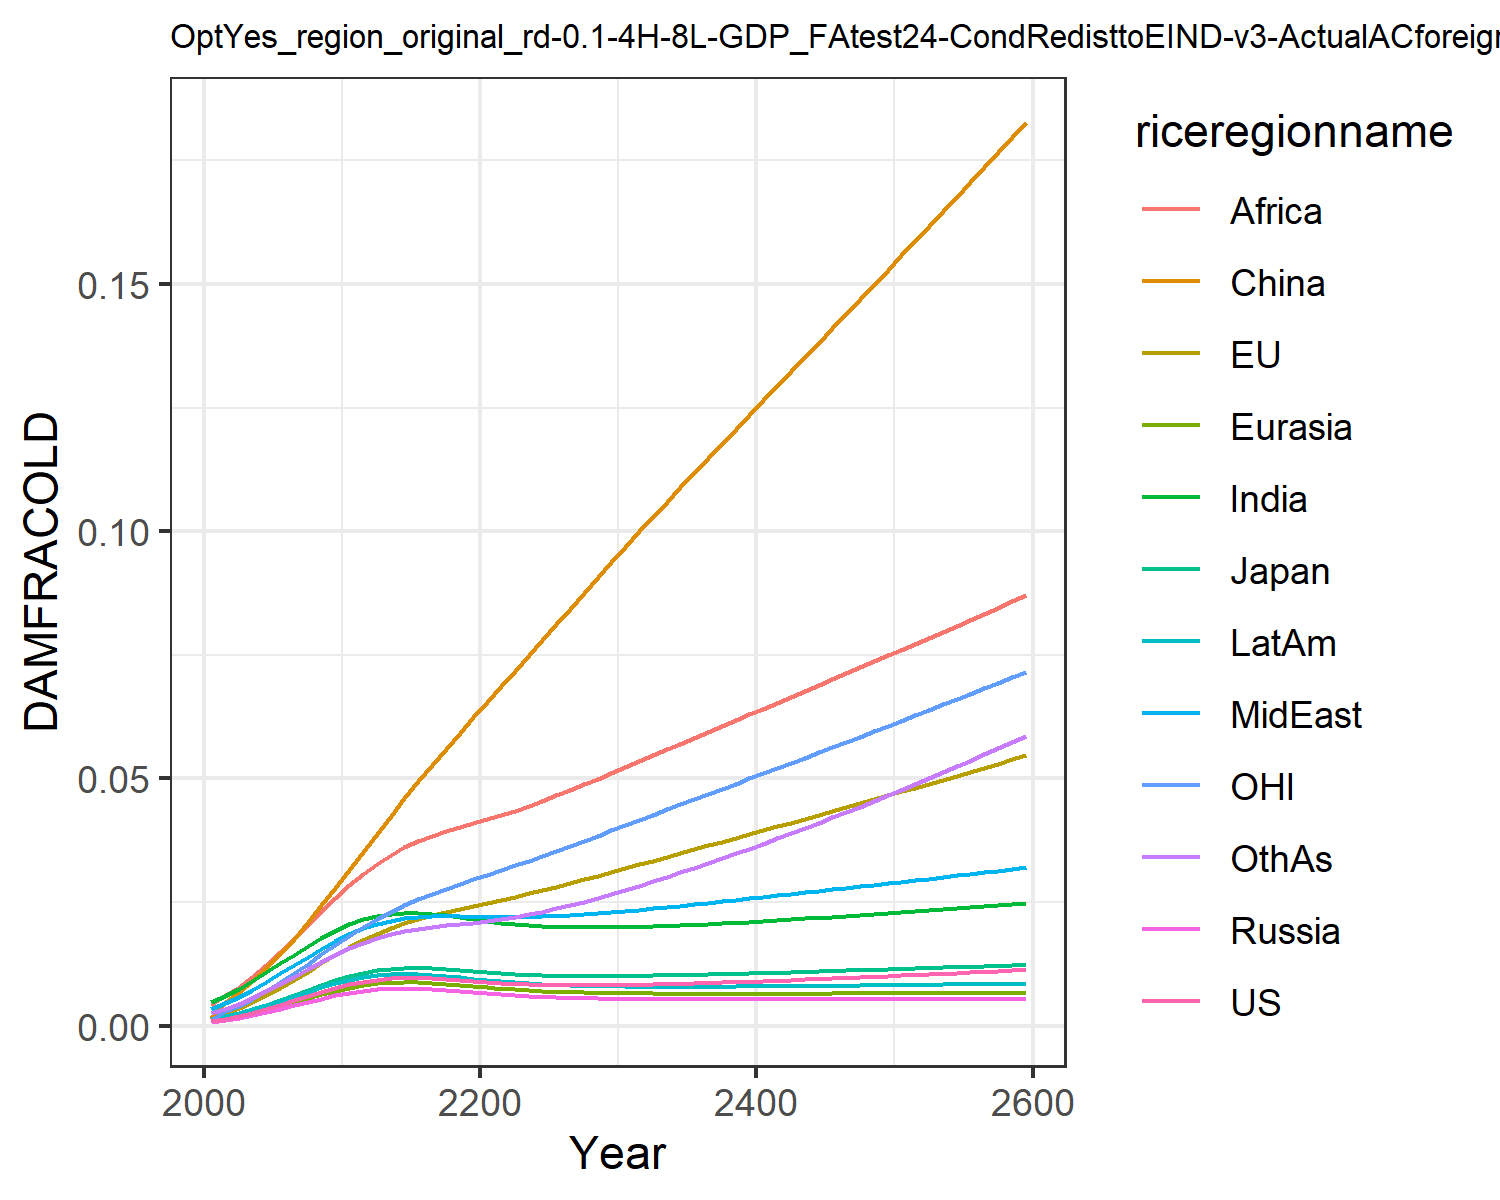 OptYes_region_original_rd-0.1-4H-8L-GDP_FAtest24-CondRedisttoEIND-v3-ActualACforeign
DAMFRACOLD
0.15
0.10
0.05
0.00
2000 2200 2400 2600
Year
riceregionname
Africa
China
EU
Eurasia
India
Japan
LatAm
MidEast
OHI
OthAs
Russia
US